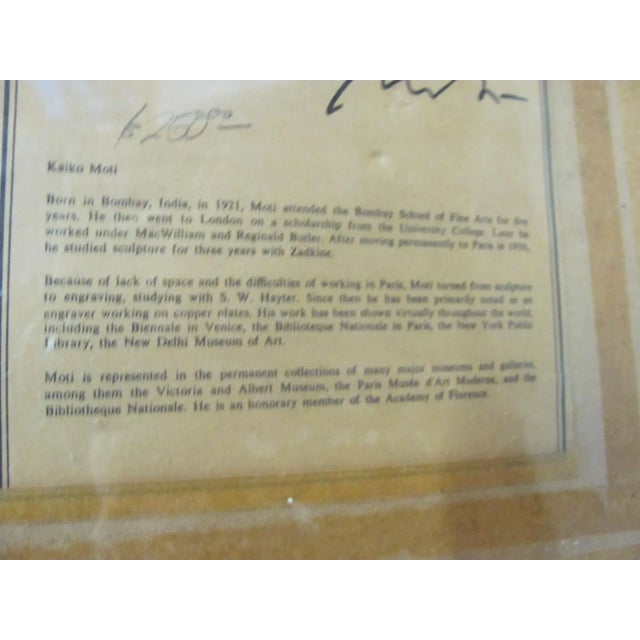 Kaiko Moti
Born in Bombay, India, in 1921, Moti attended the Bombay School of Fine Arts for five
years. He then went to London on a scholarship from the University College. Later he
worked under MacWilliam and Reginald Butler. After moving permanently to Paris in 1950,
he studied sculpture for three years with Zadkine.
Because of lack of space and the difficulties of working in Paris, Moti turned from sculpture
to engraving, studying with S. W. Hayter. Since then he has been primarily noted as an
engraver working on copper plates. His work has been shown virtually throughout the world,
including the Biennale in Venice, the Biblioteque Nationale in Paris, the New York Public
Library, the New Delhi Museum of Art.
Moti is represented in the permanent collections of many major museums and galleries,
among them the Victoria and Albert Museum, the Paris Musée d'Art Moderne, and the
Bibliotheque Nationale. He is an honorary member of the Academy of Florence.